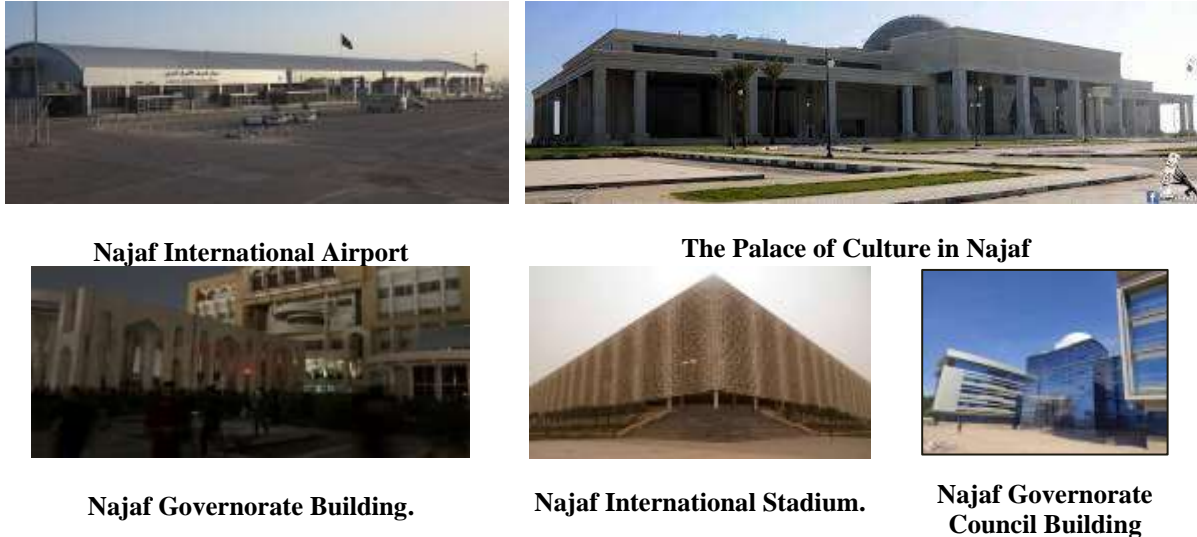 Najaf International Airport
The Palace of Culture in Najaf
Najaf Governorate Building.
Najaf International Stadium.
Najaf Governorate
Council Building